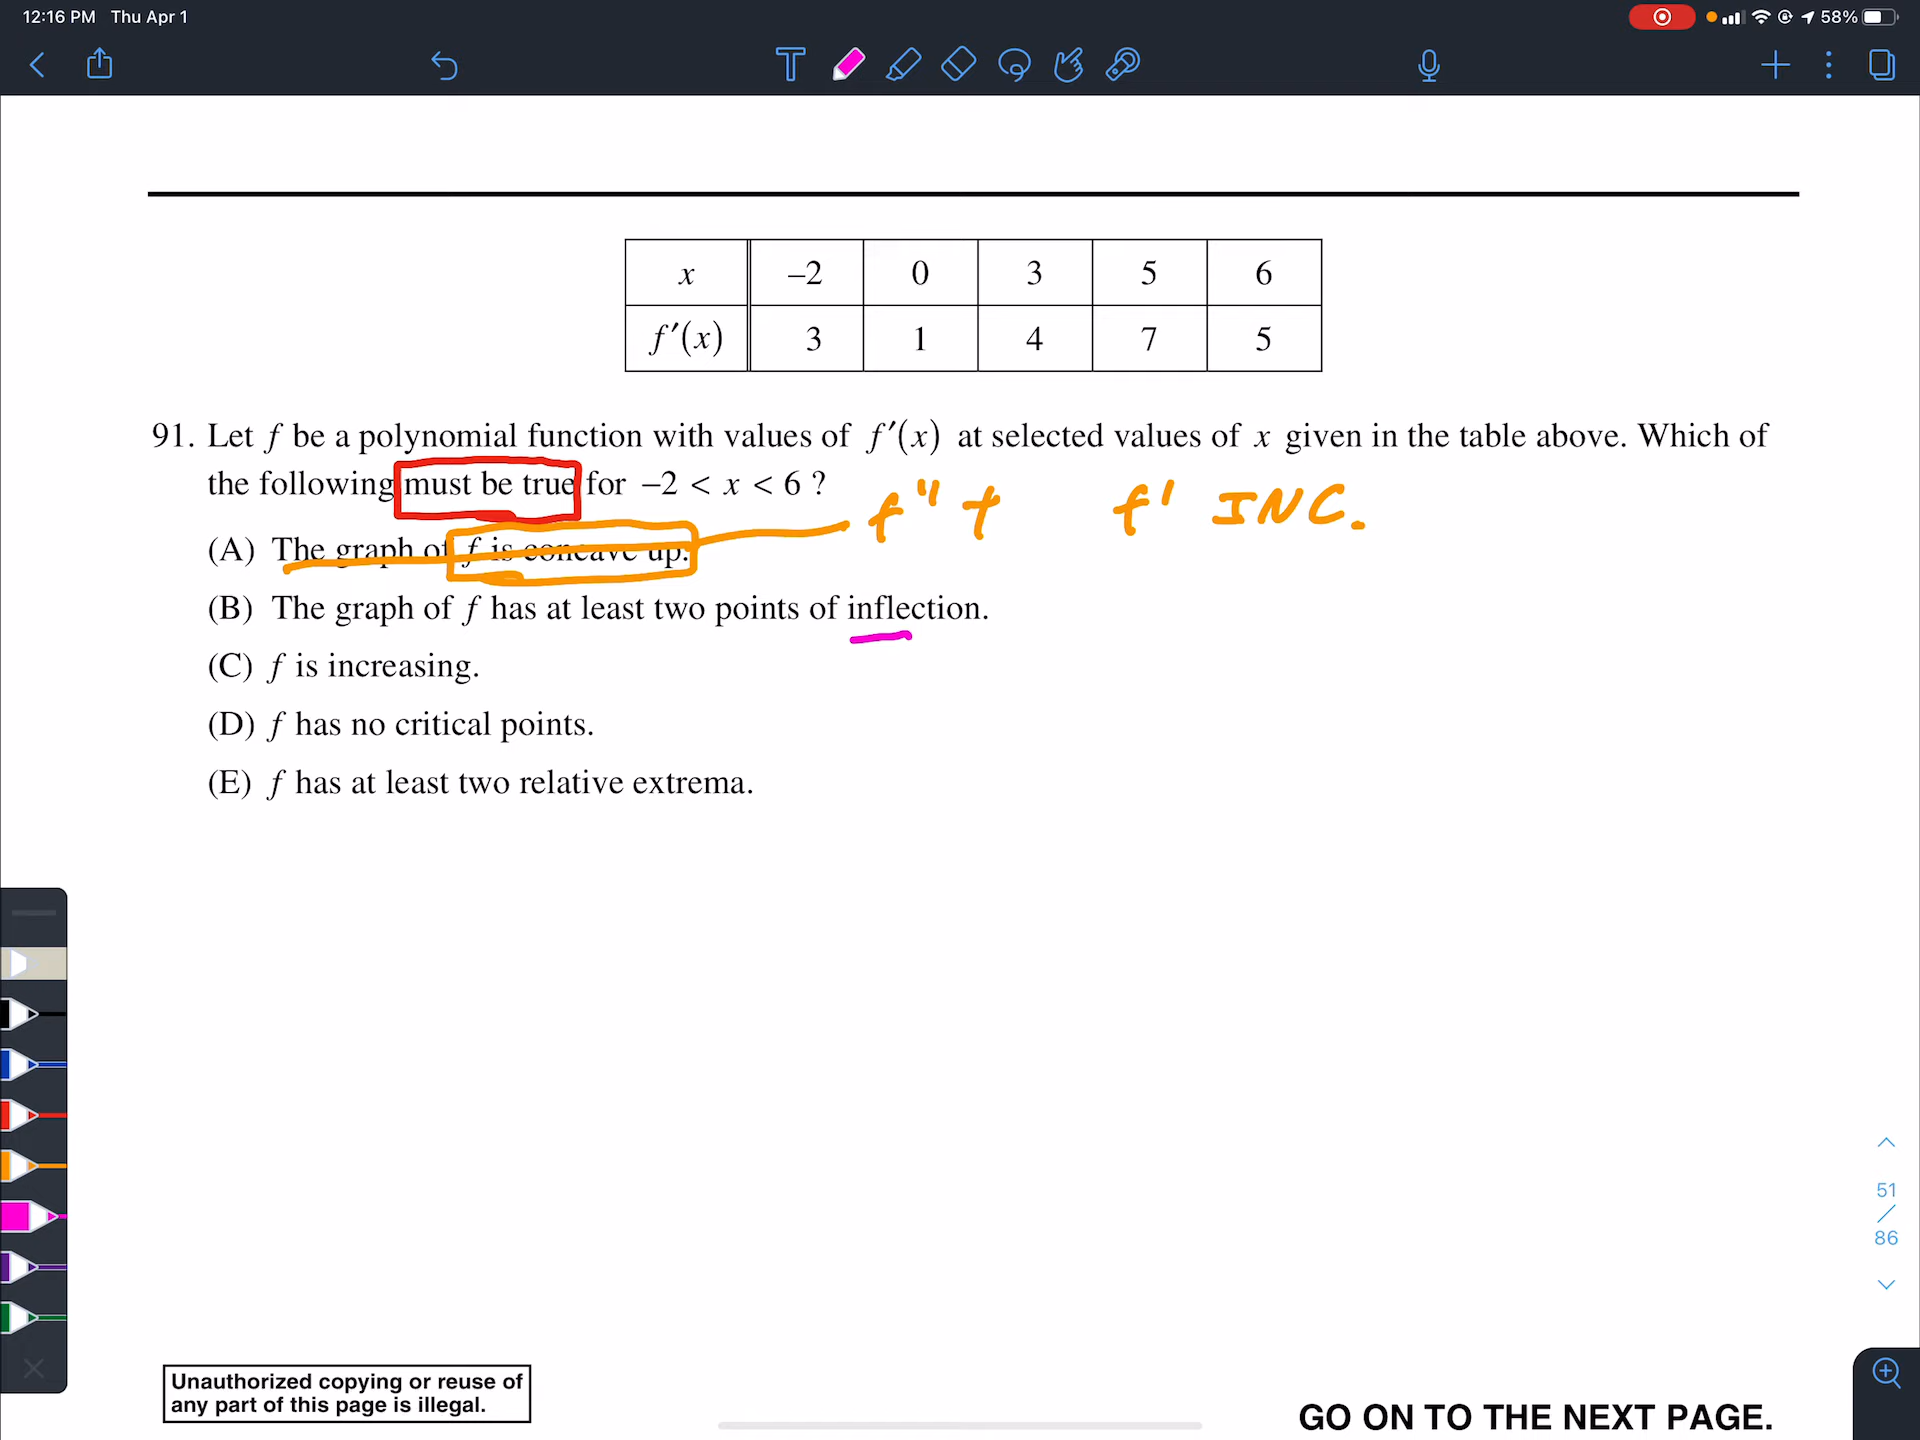 12:16 PM Thu Apr 1
58%
x –2 0 3 5 6
f′(x) 3 1 4 7 5
91. Let f be a polynomial function with values of f′(x) at selected values of x given in the table above. Which of
the following must be true for −2 < x < 6 ?
f" + f' INC.
(A) The graph of f is concave up.
(B) The graph of f has at least two points of inflection.
(C) f is increasing.
(D) f has no critical points.
(E) f has at least two relative extrema.
51
/
86
Unauthorized copying or reuse of
any part of this page is illegal.
GO ON TO THE NEXT PAGE.